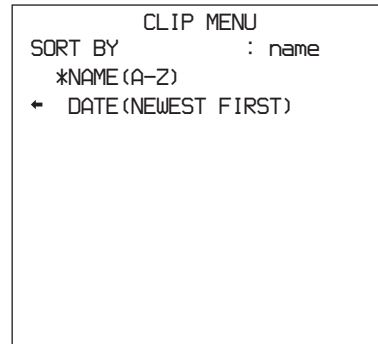 CLIP MENU
SORT BY : name
*NAME(A-Z)
← DATE(NEWEST FIRST)